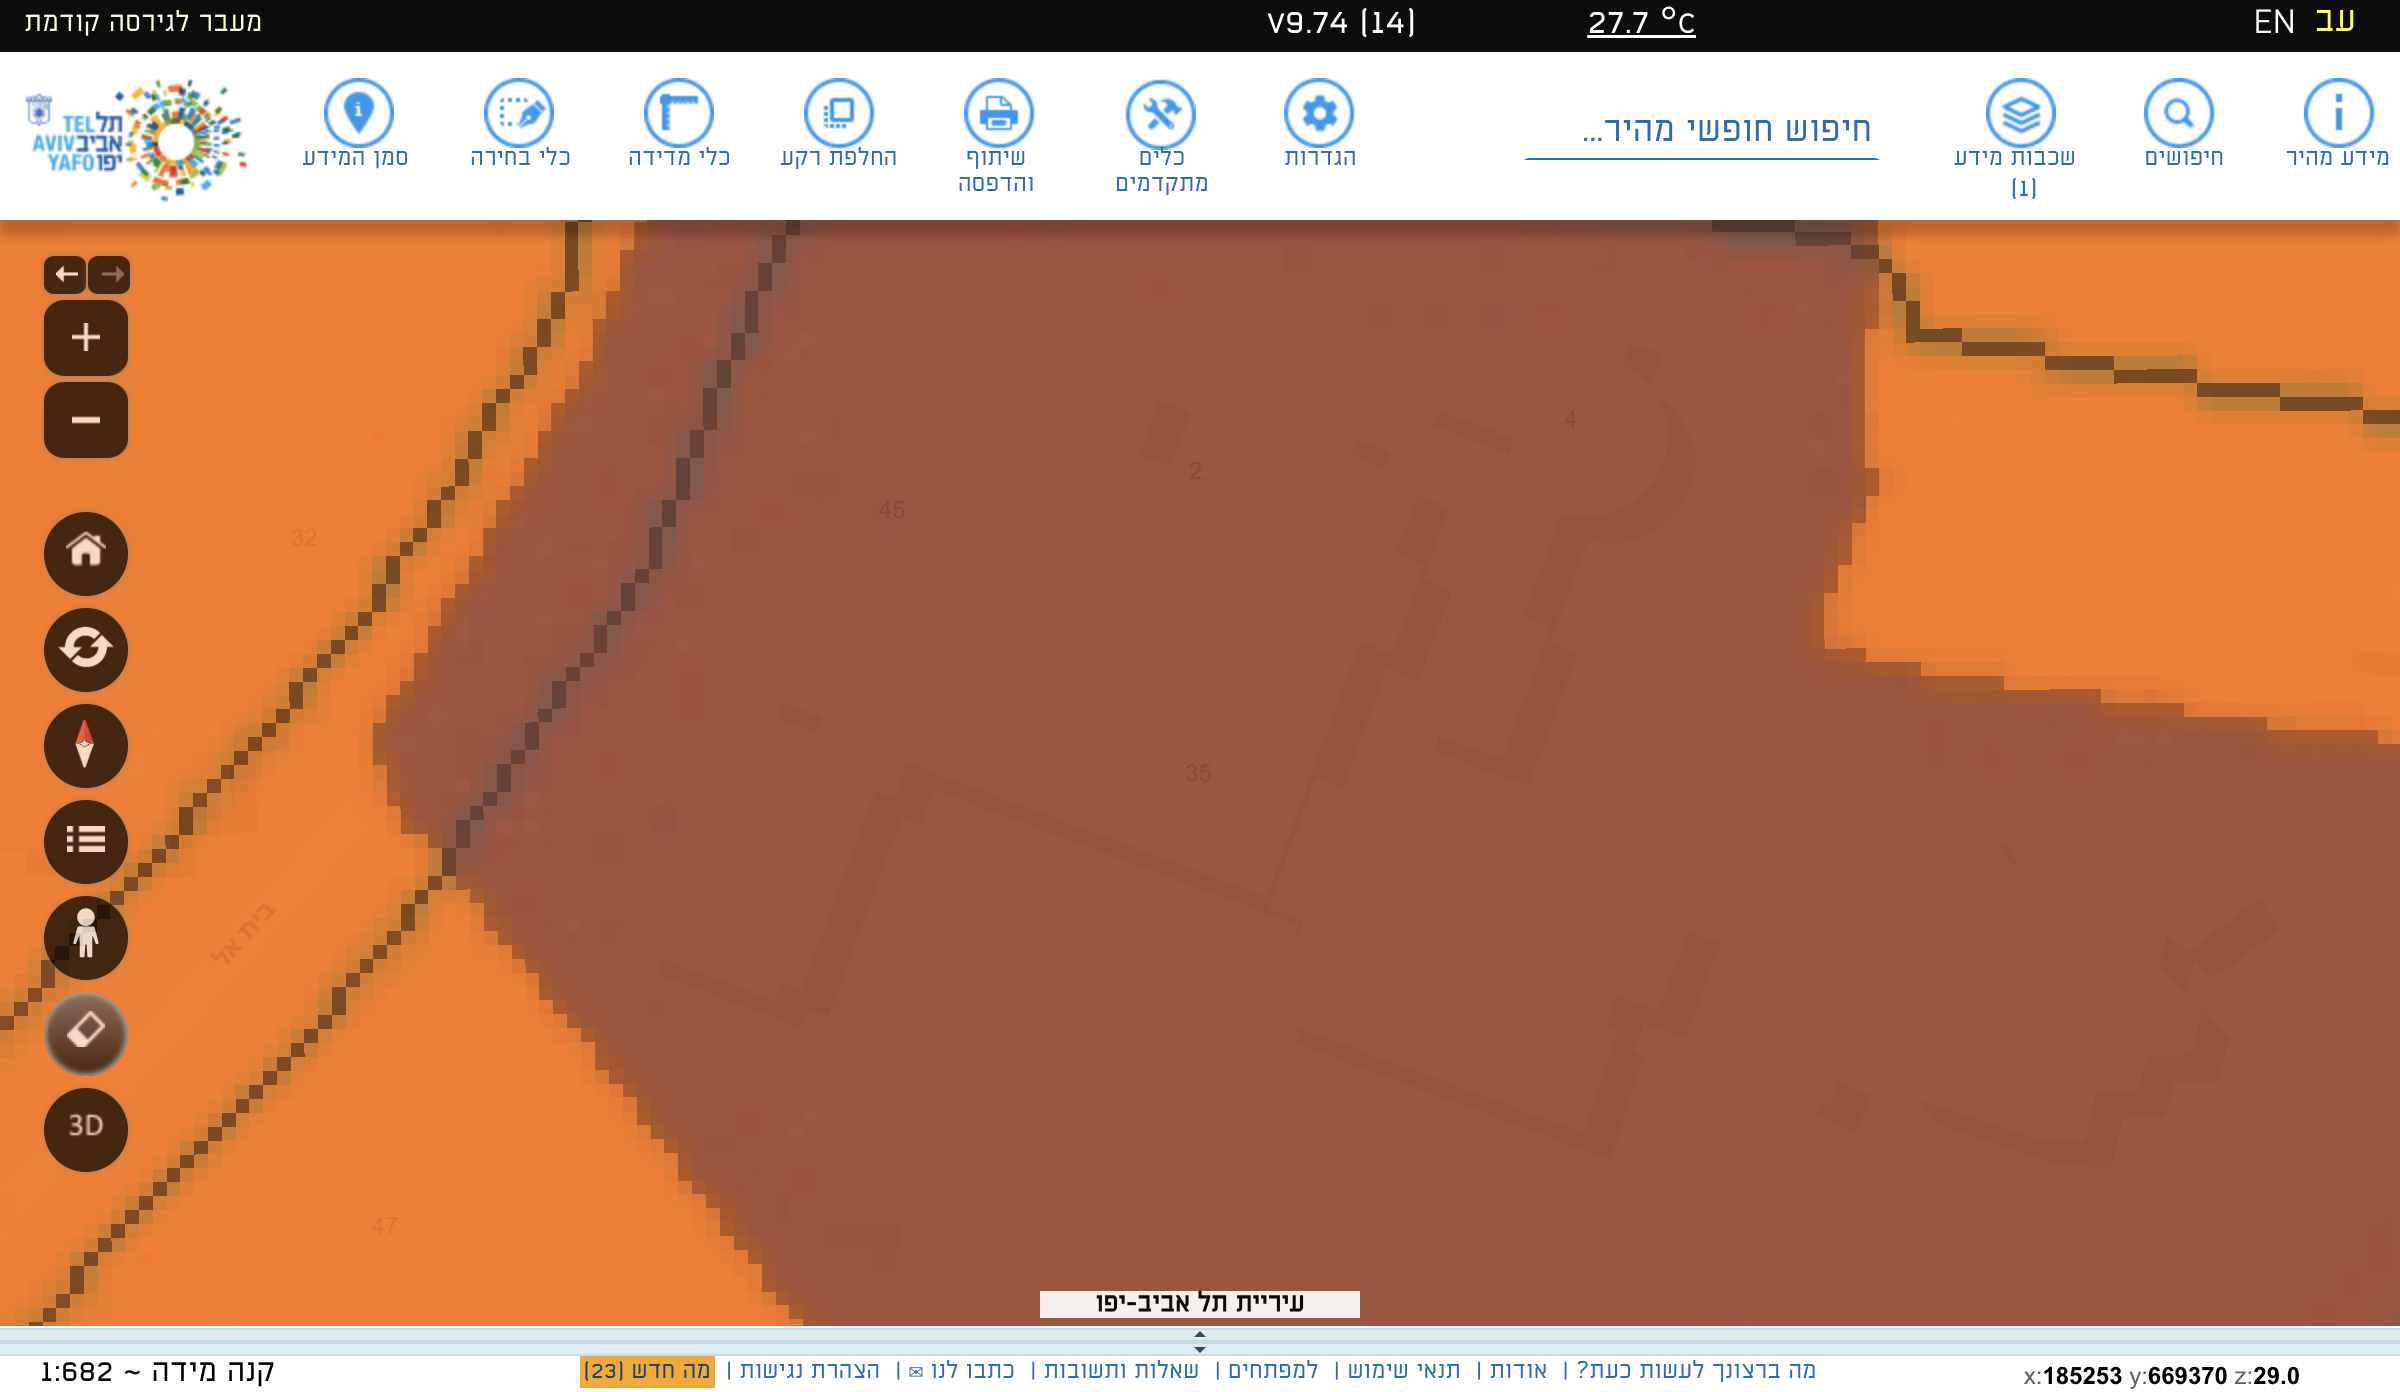 עב EN
27.7 °c
V9.74 (14)
מעבר לגירסה קודמת
מידע מהיר
חיפושים
שכבות מידע
(1)
חיפוש חופשי מהיר...
הגדרות
כלים
מתקדמים
שיתוף
והדפסה
החלפת רקע
כלי מדידה
כלי בחירה
סמן המידע
תל
אביב
יפו
TEL
AVIV
YAFO
4
2
45
32
35
בית אל
47
3D
עיריית תל אביב-יפו
מה ברצונך לעשות כעת? | אודות | תנאי שימוש | למפתחים | שאלות ותשובות | כתבו לנו ✉ | הצהרת נגישות | מה חדש (23)
קנה מידה ~ 1:682
x:185253 y:669370 z:29.0